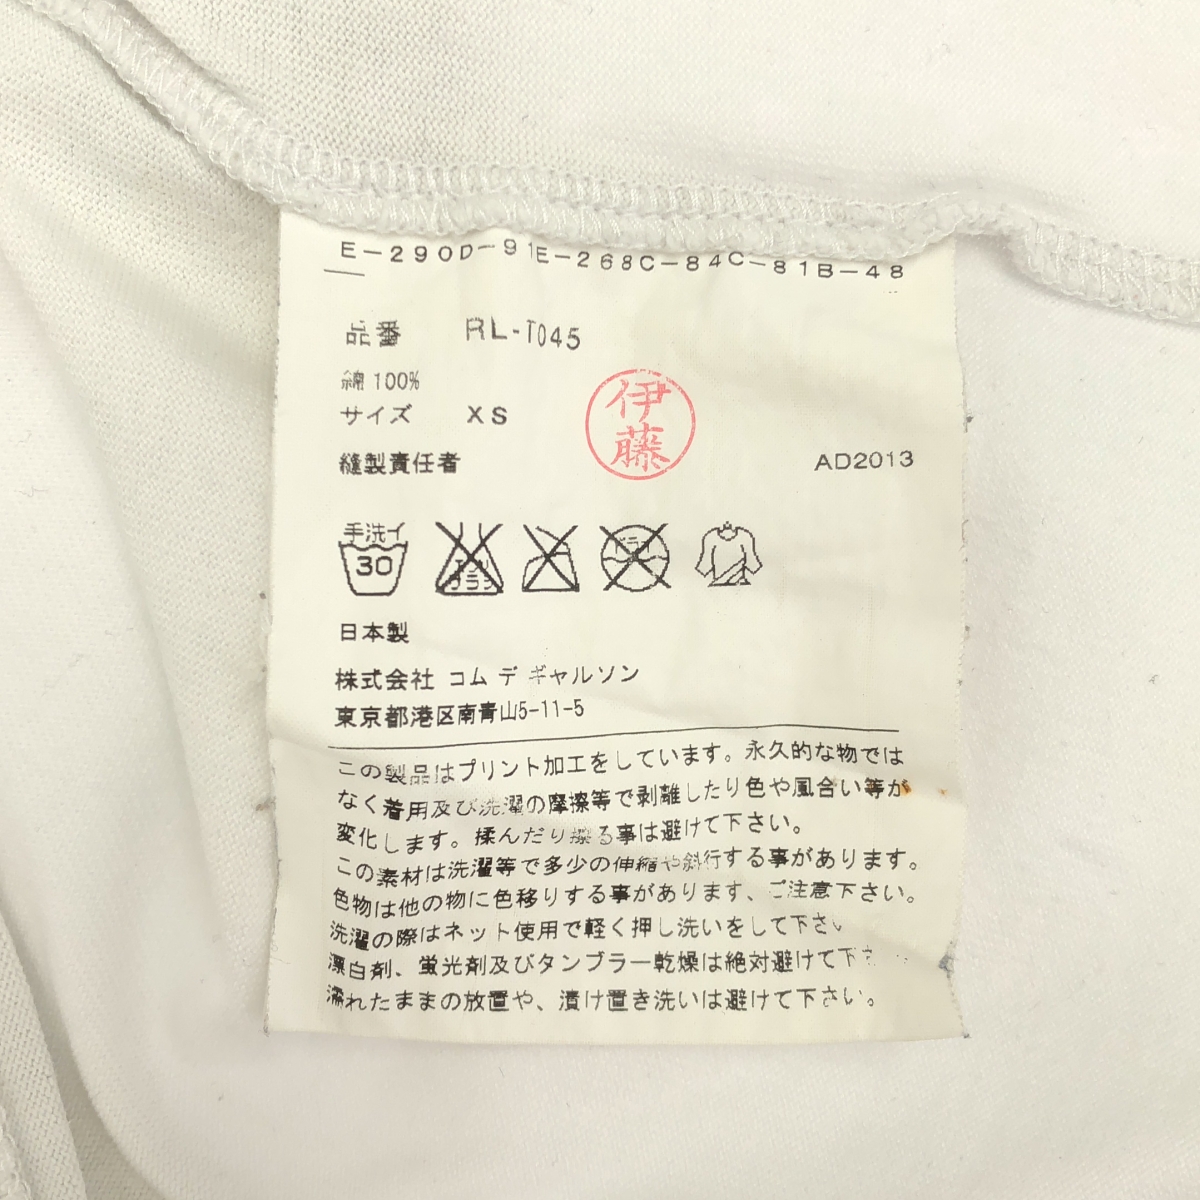 E-290D-91E-268C-84C-81B-48
品番 RL-T045
綿 100%
サイズ XS
伊藤
縫製責任者 AD2013
手洗イ
30
日本製
株式会社 コム デ ギャルソン
東京都港区南青山5-11-5
この製品はプリント加工をしています。永久的な物では
なく着用及び洗濯の摩擦等で剥離したり色や風合い等が
変化します。揉んだり擦る事は避けて下さい。
この素材は洗濯等で多少の伸縮や斜行する事があります。
色物は他の物に色移りする事があります、ご注意下さい。
洗濯の際はネット使用で軽く押し洗いをして下さい
漂白剤、蛍光剤及びタンブラー乾燥は絶対避けて下さ
濡れたままの放置や、漬け置き洗いは避けて下さい。